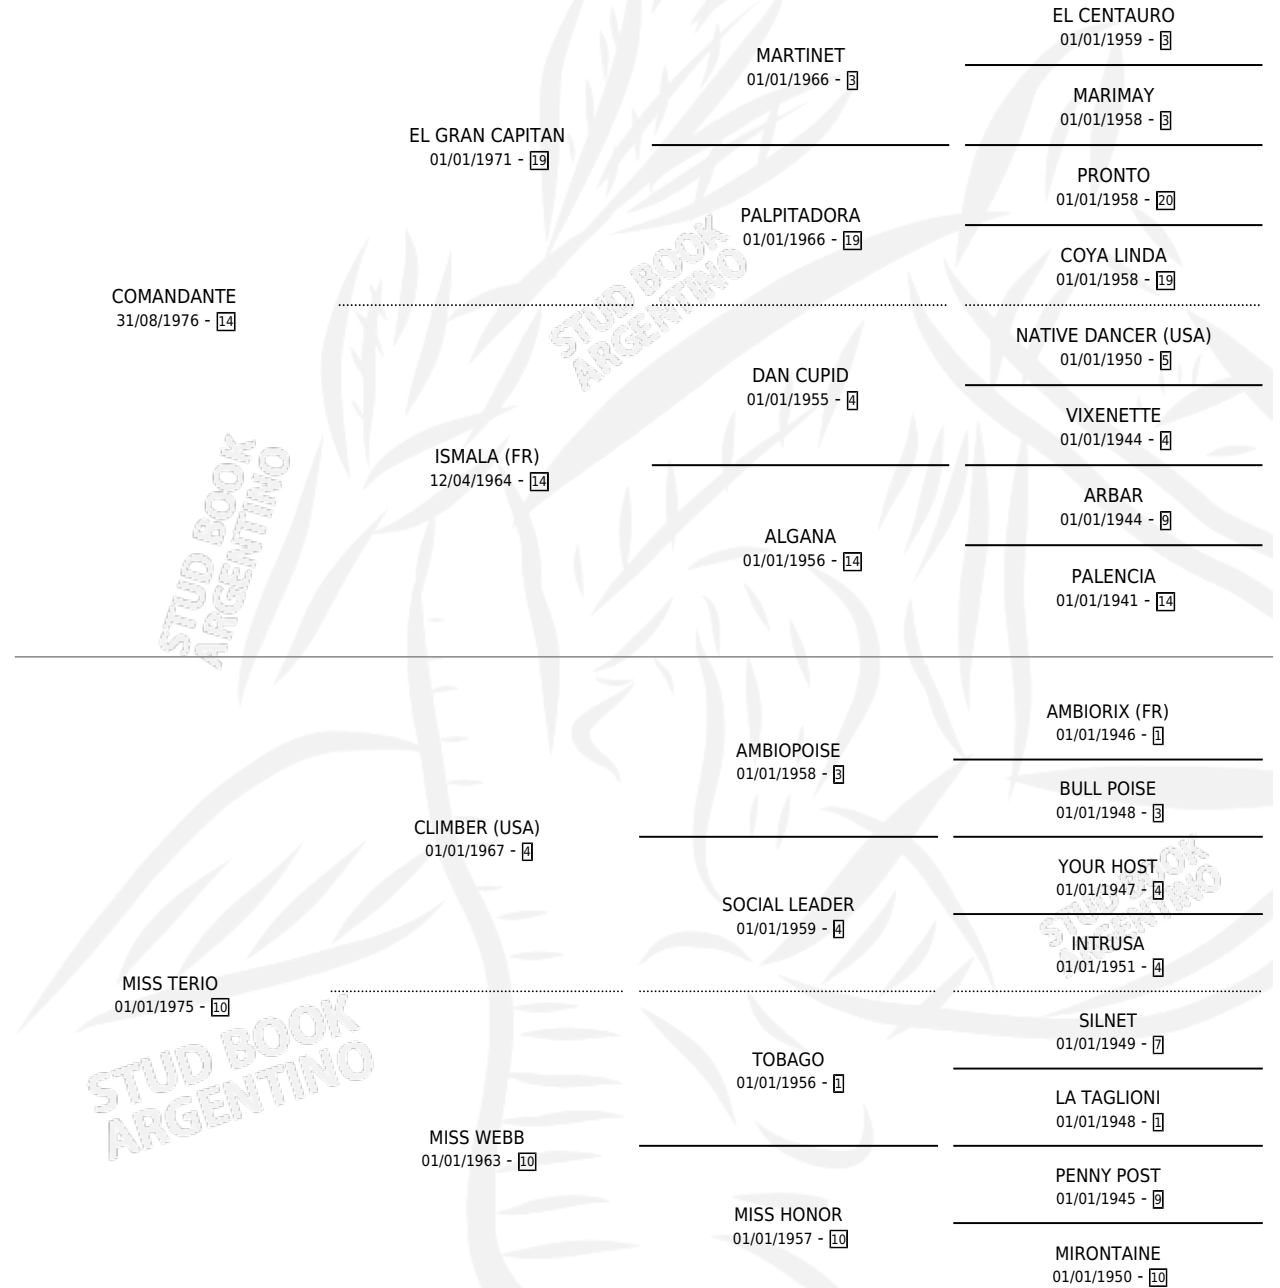 EL CENTAURO
01/01/1959 - 3
MARTINET
01/01/1966 - 3
MARIMAY
01/01/1958 - 3
EL GRAN CAPITAN
01/01/1971 - 19
PRONTO
01/01/1958 - 20
PALPITADORA
01/01/1966 - 19
COYA LINDA
01/01/1958 - 19
COMANDANTE
31/08/1976 - 14
STUD BOOK
ARGENTINO
NATIVE DANCER (USA)
01/01/1950 - 5
DAN CUPID
01/01/1955 - 4
VIXENETTE
01/01/1944 - 4
ISMALA (FR)
12/04/1964 - 14
ARBAR
01/01/1944 - 9
ALGANA
01/01/1956 - 14
PALENCIA
01/01/1941 - 14
STUD BOOK
ARGENTINO
AMBIORIX (FR)
01/01/1946 - 1
AMBIOPOISE
01/01/1958 - 3
BULL POISE
01/01/1948 - 3
CLIMBER (USA)
01/01/1967 - 4
YOUR HOST
01/01/1947 - 4
SOCIAL LEADER
01/01/1959 - 4
INTRUSA
01/01/1951 - 4
STUD BOOK
ARGENTINO
MISS TERIO
01/01/1975 - 10
SILNET
01/01/1949 - 7
TOBAGO
01/01/1956 - 1
LA TAGLIONI
01/01/1948 - 1
STUD BOOK
ARGENTINO
MISS WEBB
01/01/1963 - 10
PENNY POST
01/01/1945 - 9
MISS HONOR
01/01/1957 - 10
MIRONTAINE
01/01/1950 - 10